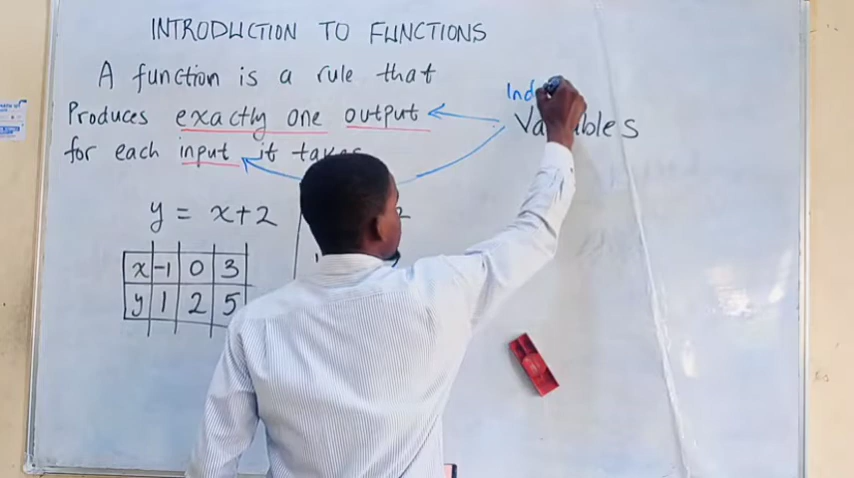 INTRODUCTION TO FUNCTIONS
A function is a rule that
Produces exactly one output
for each input it takes
Variables
y = x+2
2
x -1 0 3
y 1 2 5